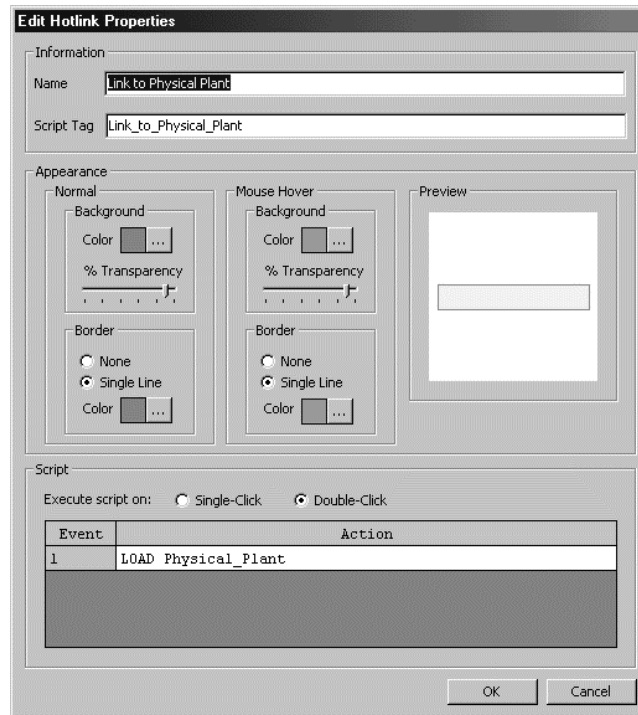 Edit Hotlink Properties
Information
Name Link to Physical Plant
Script Tag Link_to_Physical_Plant
Appearance
Normal
Background
Color ...
% Transparency
Border
None
Single Line
Color ...
Mouse Hover
Background
Color ...
% Transparency
Border
None
Single Line
Color ...
Preview
Script
Execute script on: Single-Click Double-Click
Event Action
1 LOAD Physical_Plant
OK Cancel